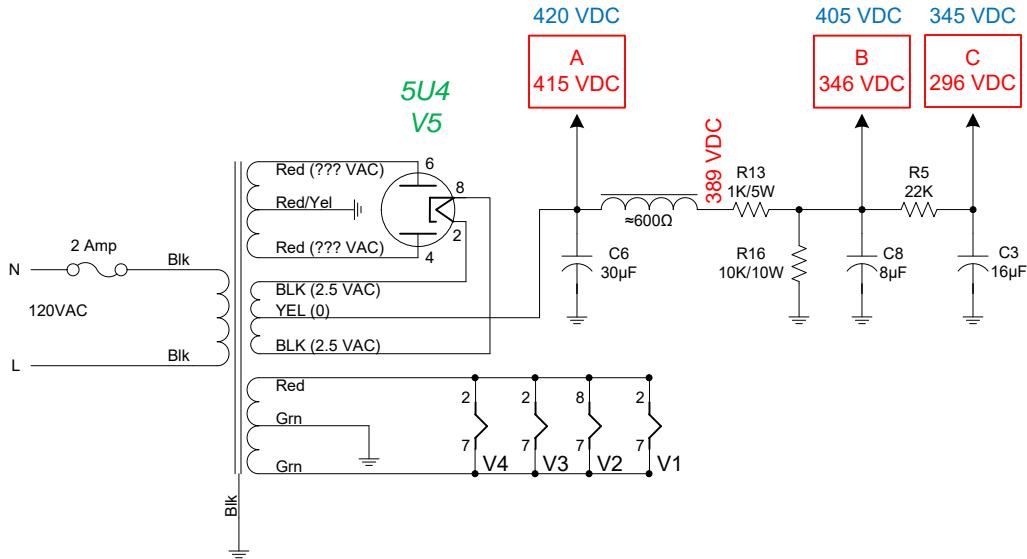 420 VDC
405 VDC
345 VDC
A
415 VDC
B
346 VDC
C
296 VDC
5U4
V5
389 VDC
Red (??? VAC)
6
8
Red/Yel
2
Red (??? VAC)
4
R13
1K/5W
R5
22K
≈600Ω
C6
30µF
R16
10K/10W
C8
8µF
C3
16µF
N
2 Amp
Blk
120VAC
L
Blk
BLK (2.5 VAC)
YEL (0)
BLK (2.5 VAC)
Red
Grn
Grn
2
7
V4
2
7
V3
8
7
V2
2
7
V1
Blk